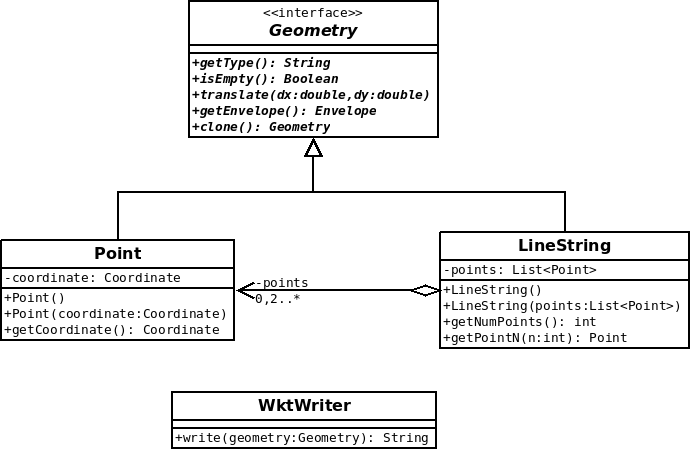 <<interface>>
Geometry
+getType(): String
+isEmpty(): Boolean
+translate(dx:double,dy:double)
+getEnvelope(): Envelope
+clone(): Geometry
Point
-coordinate: Coordinate
+Point()
+Point(coordinate:Coordinate)
+getCoordinate(): Coordinate
-points
0,2..*
LineString
-points: List<Point>
+LineString()
+LineString(points:List<Point>)
+getNumPoints(): int
+getPointN(n:int): Point
WktWriter
+write(geometry:Geometry): String